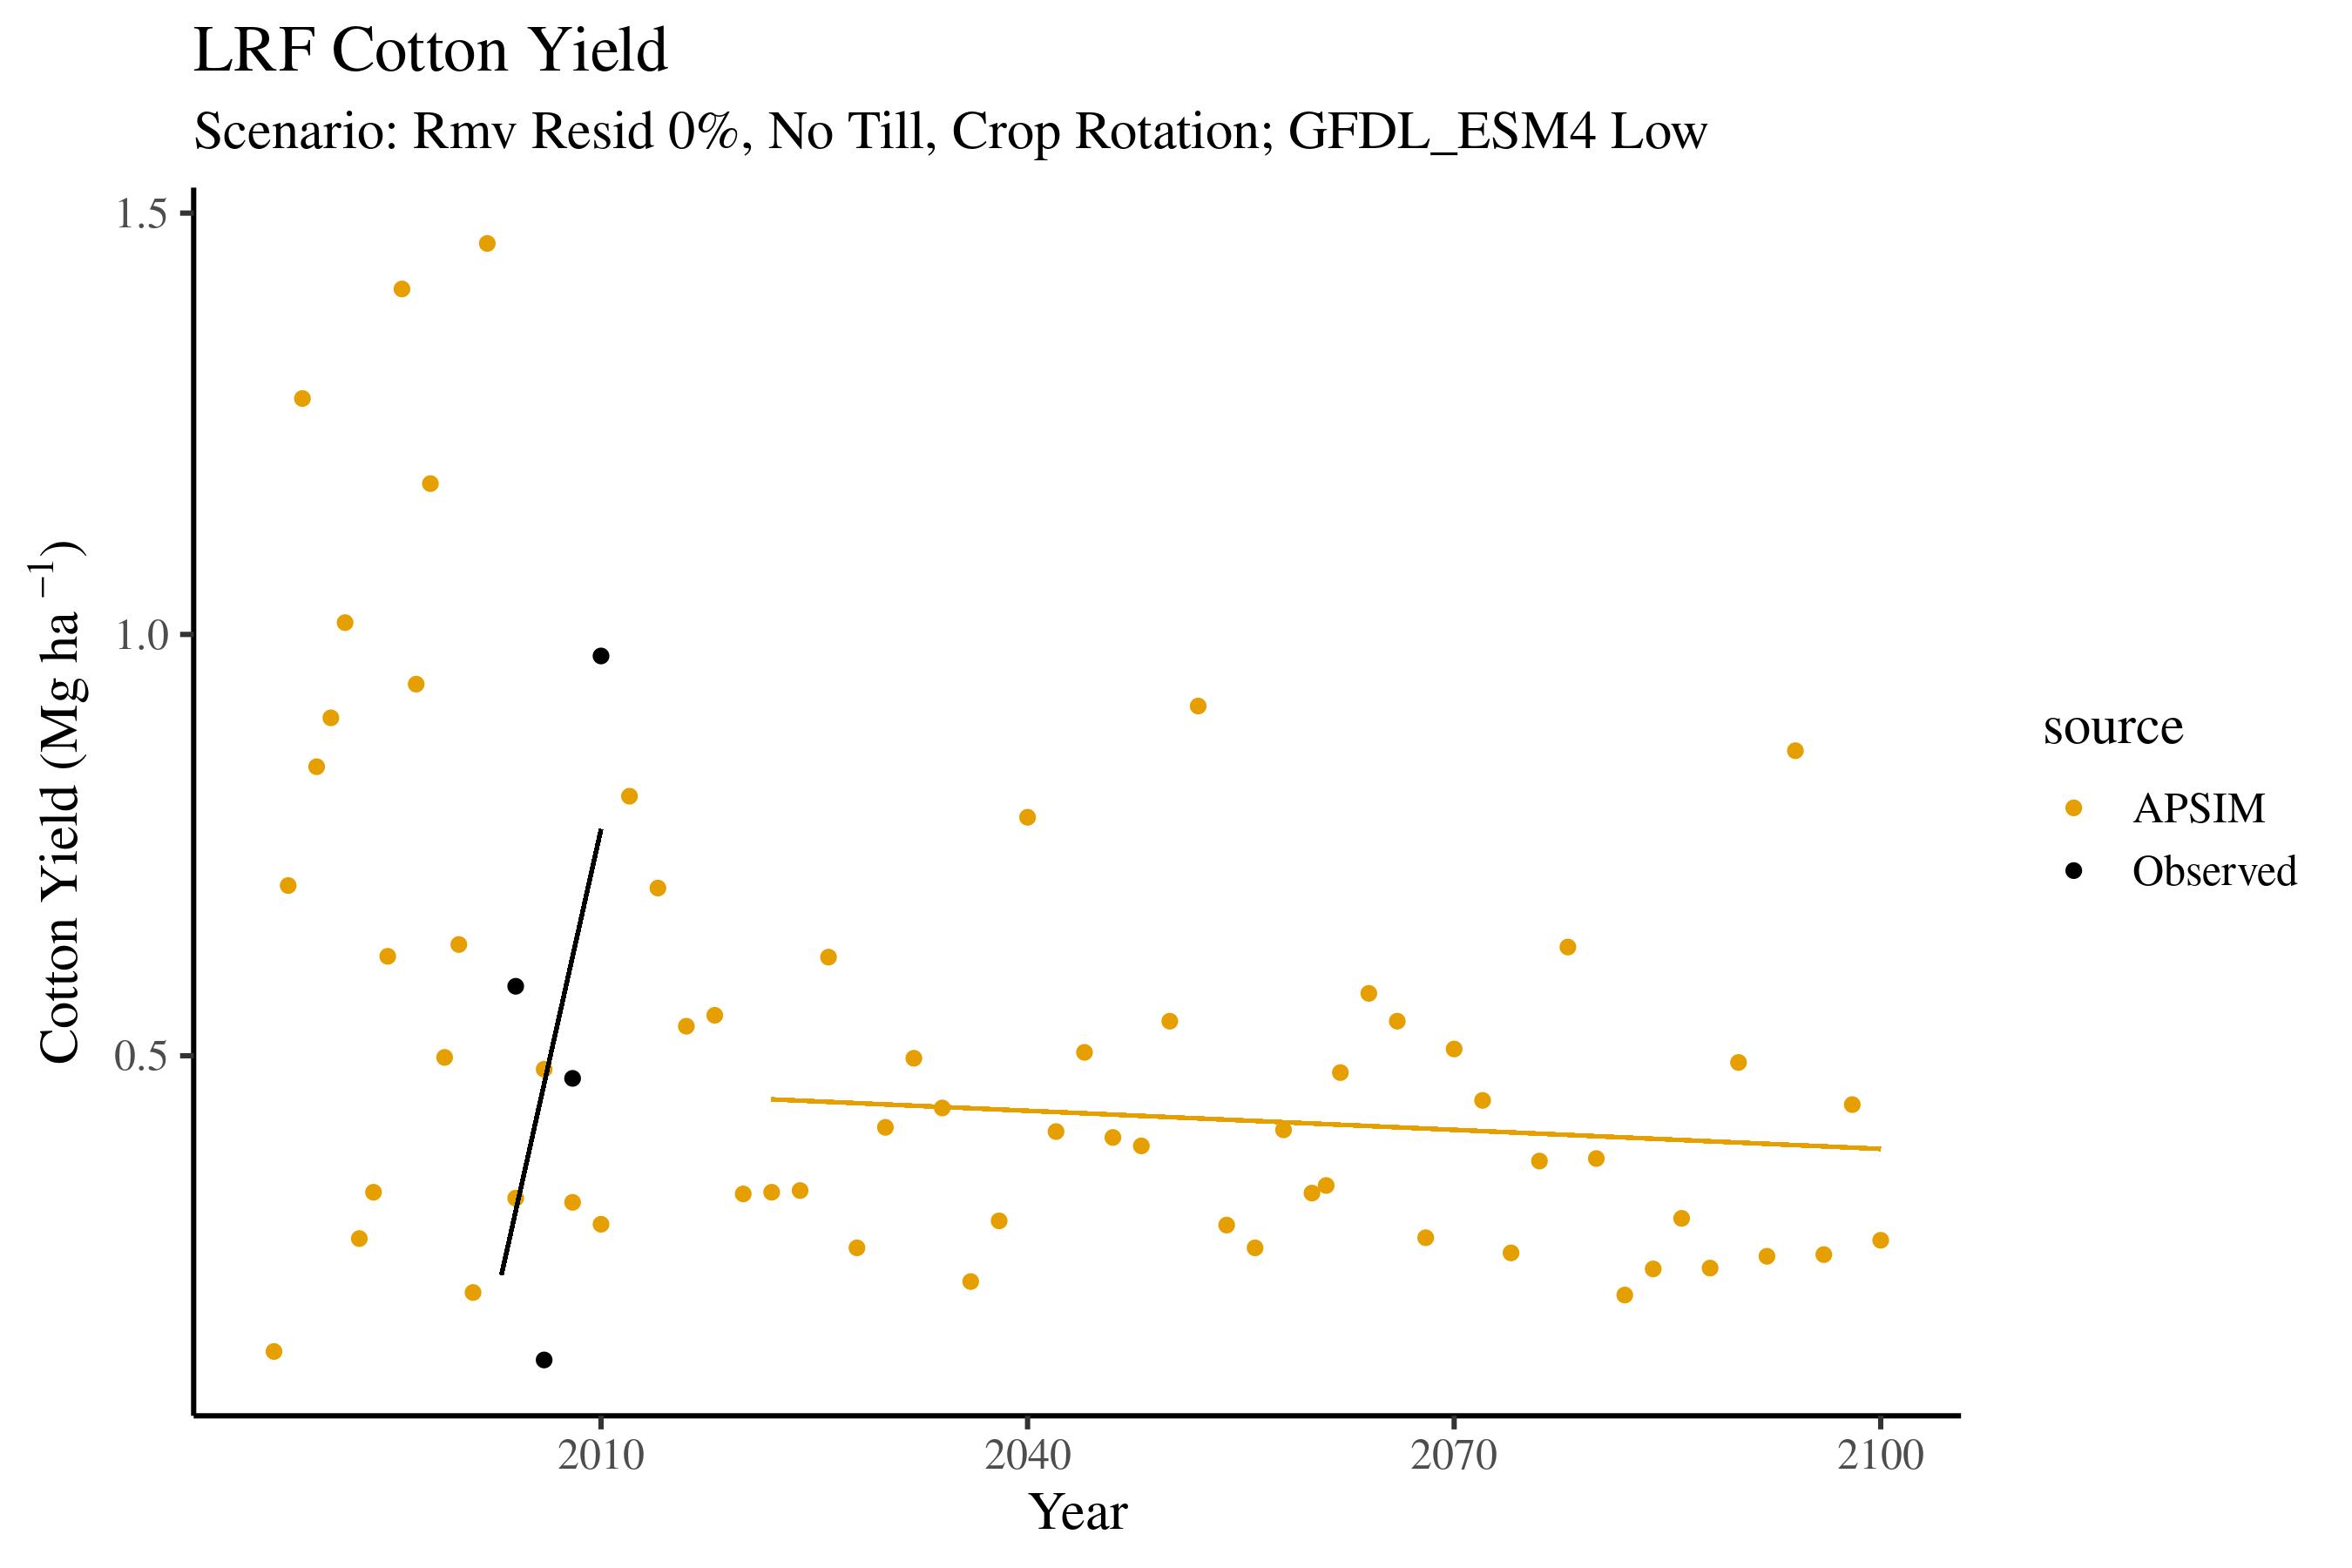 LRF Cotton Yield
Scenario: Rmv Resid 0%, No Till, Crop Rotation; GFDL_ESM4 Low
Cotton Yield (Mg ha −1)
1.5
1.0
0.5
2010
2040
2070
2100
Year
source
APSIM
Observed